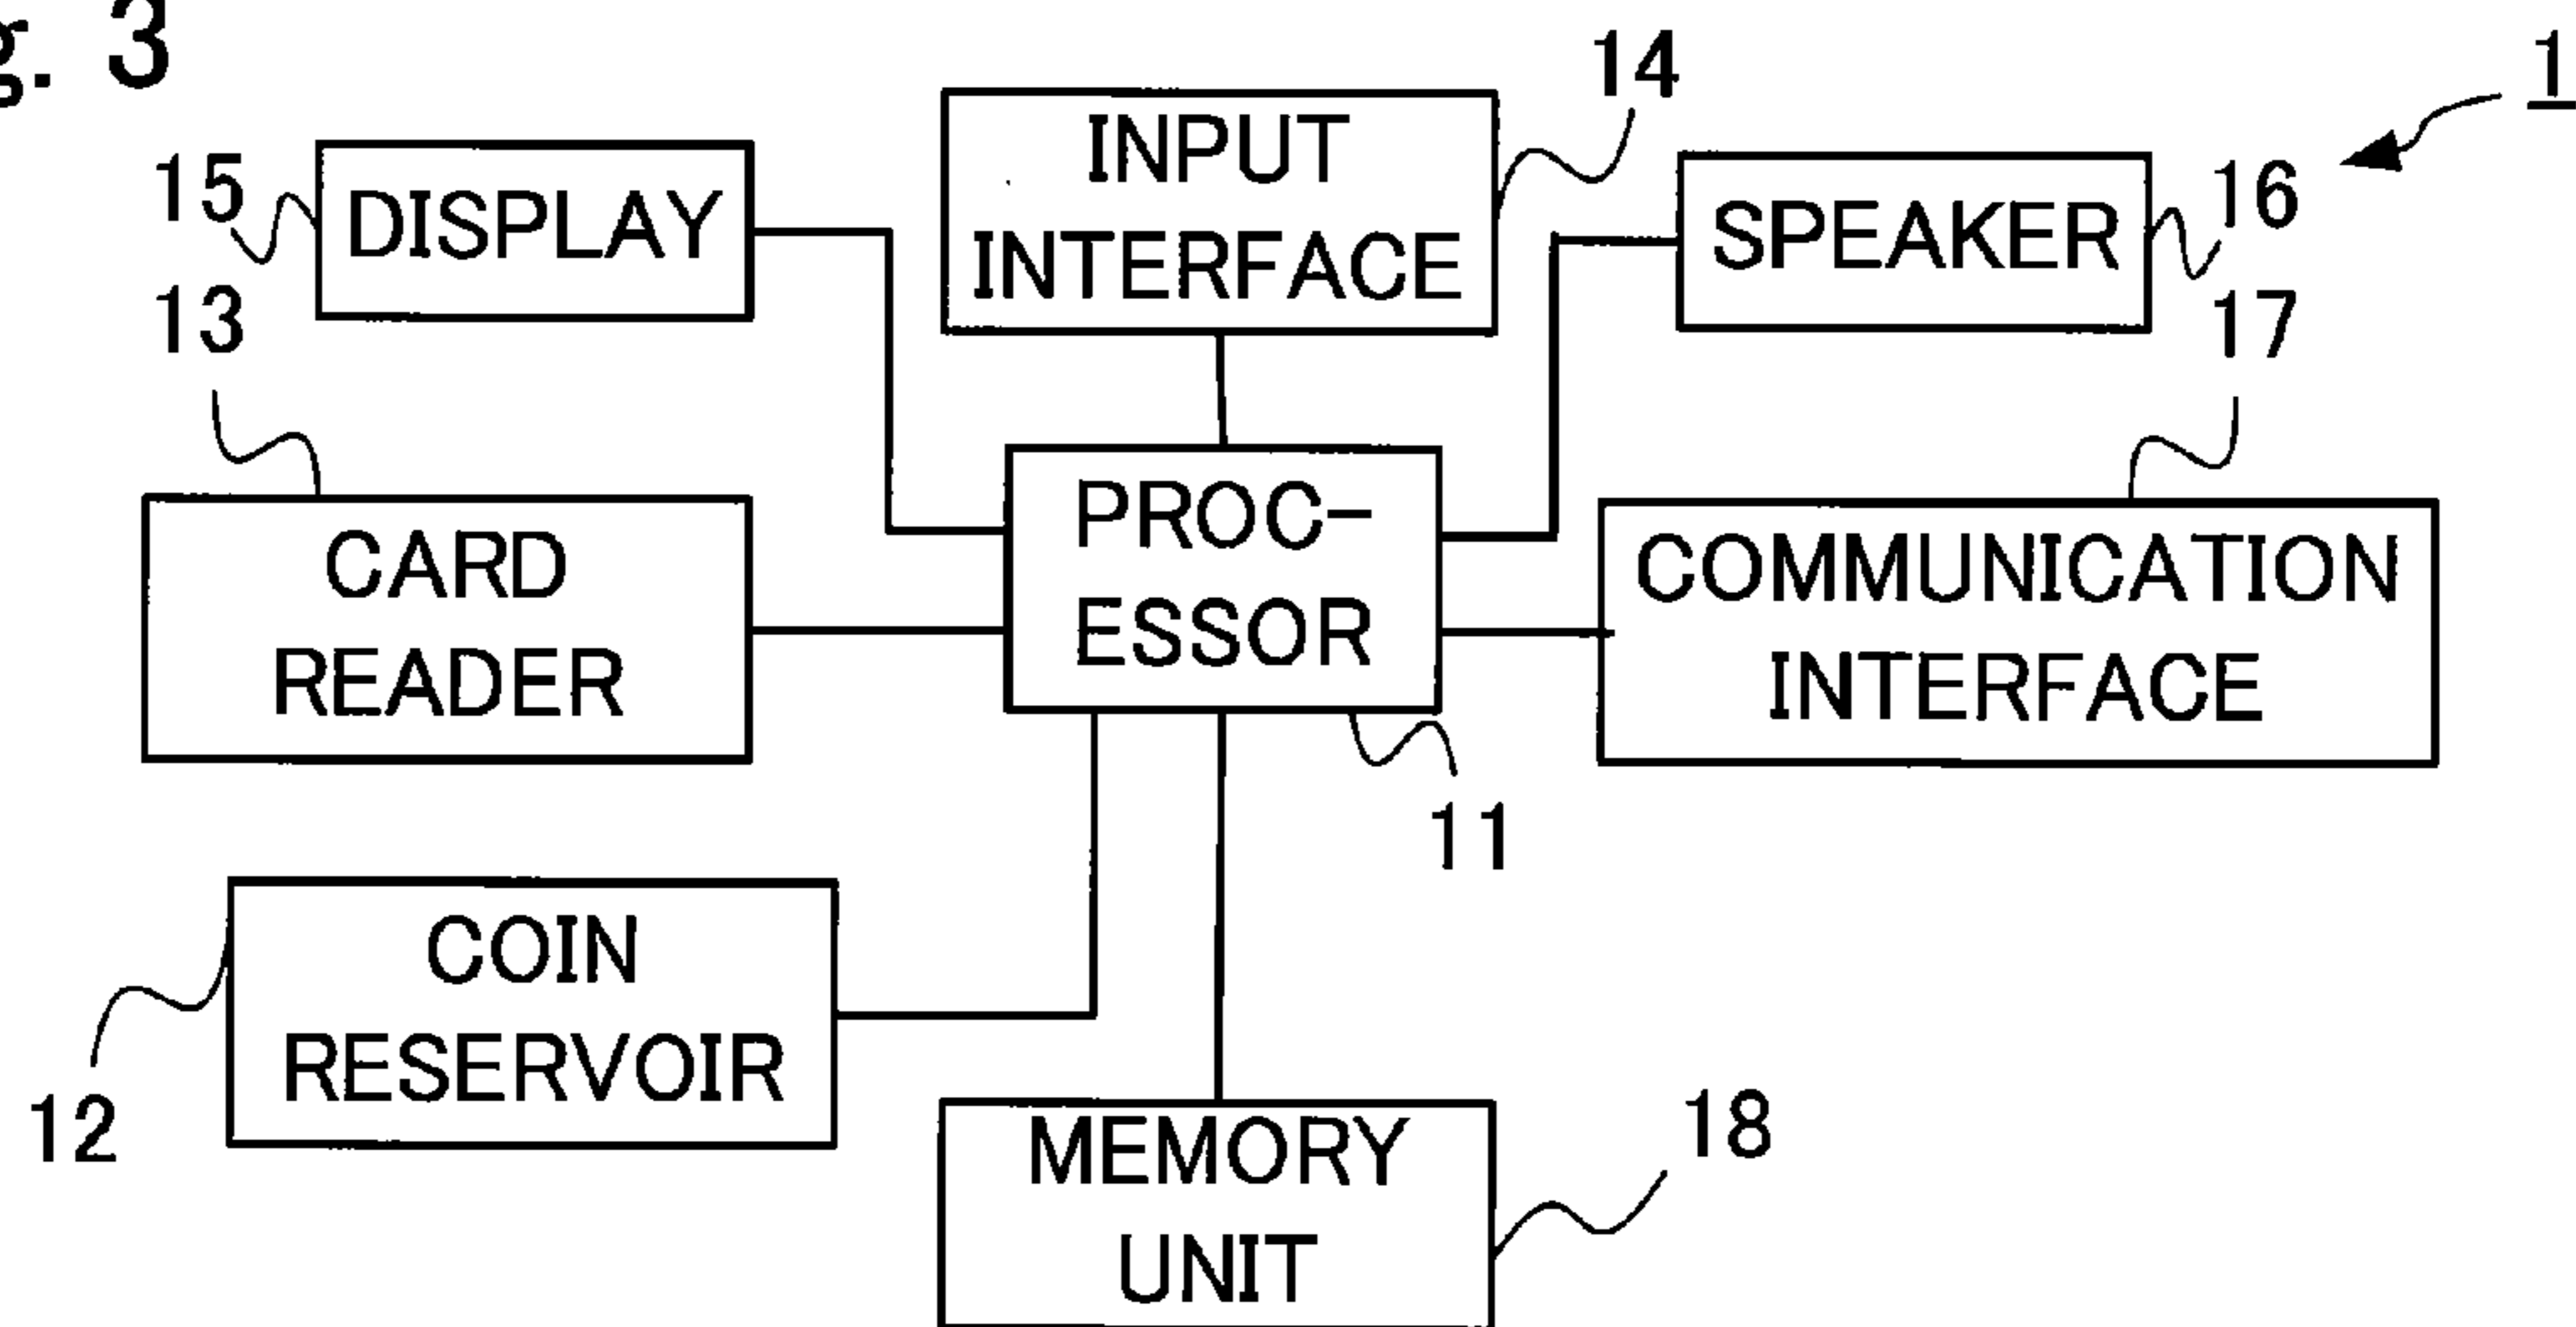 g. 3
14
1
15
DISPLAY
INPUT
INTERFACE
SPEAKER
16
13
17
CARD
READER
PROC-
ESSOR
COMMUNICATION
INTERFACE
11
COIN
RESERVOIR
12
MEMORY
UNIT
18